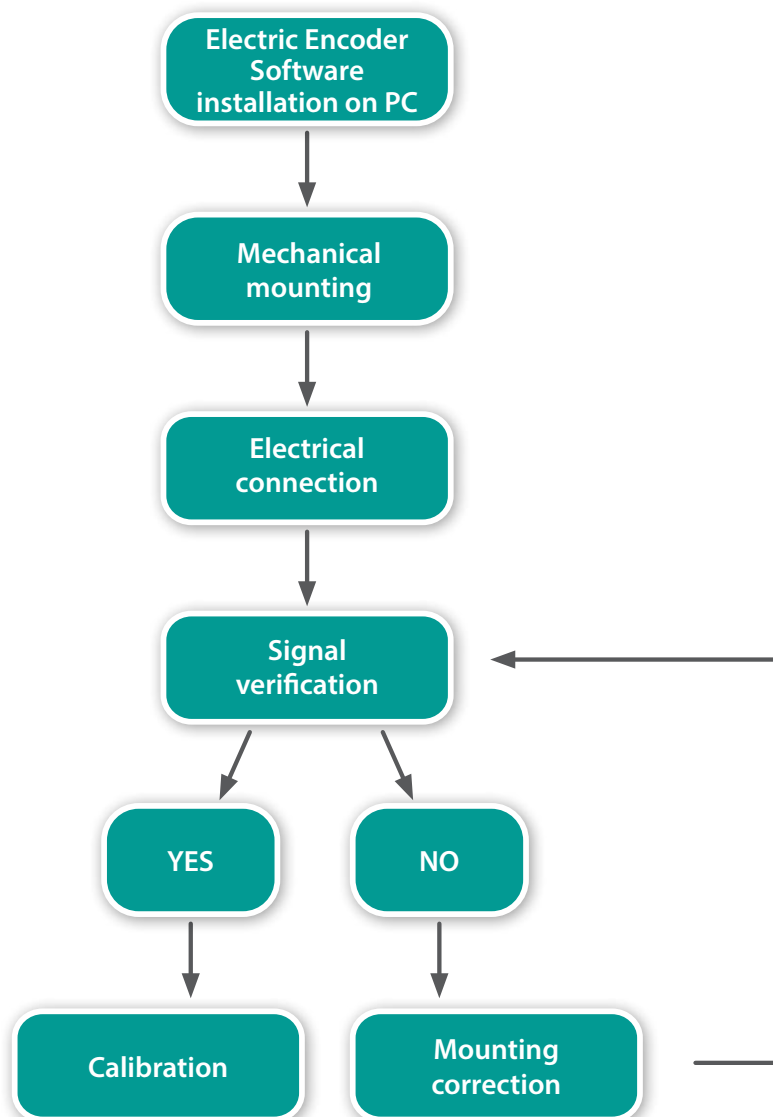 Electric Encoder
Software
installation on PC
Mechanical
mounting
Electrical
connection
Signal
verification
YES
NO
Calibration
Mounting
correction